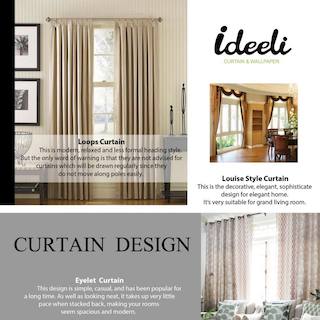 ideeli
CURTAIN & WALLPAPER
Loops Curtain
This is modern, relaxed and less formal heading style.
But the only word of warning is that they are not advised for
curtains which will be drawn regularly since they
do not move along poles easily.
Louise Style Curtain
This is the decorative, elegant, sophisticate
design for elegant home.
It's very suitable for grand living room.
CURTAIN DESIGN
Eyelet Curtain
This design is simple, casual, and has been popular for
a long time. As well as looking neat, it takes up very little
pace when stacked back, making your rooms
seem spacious and modern.